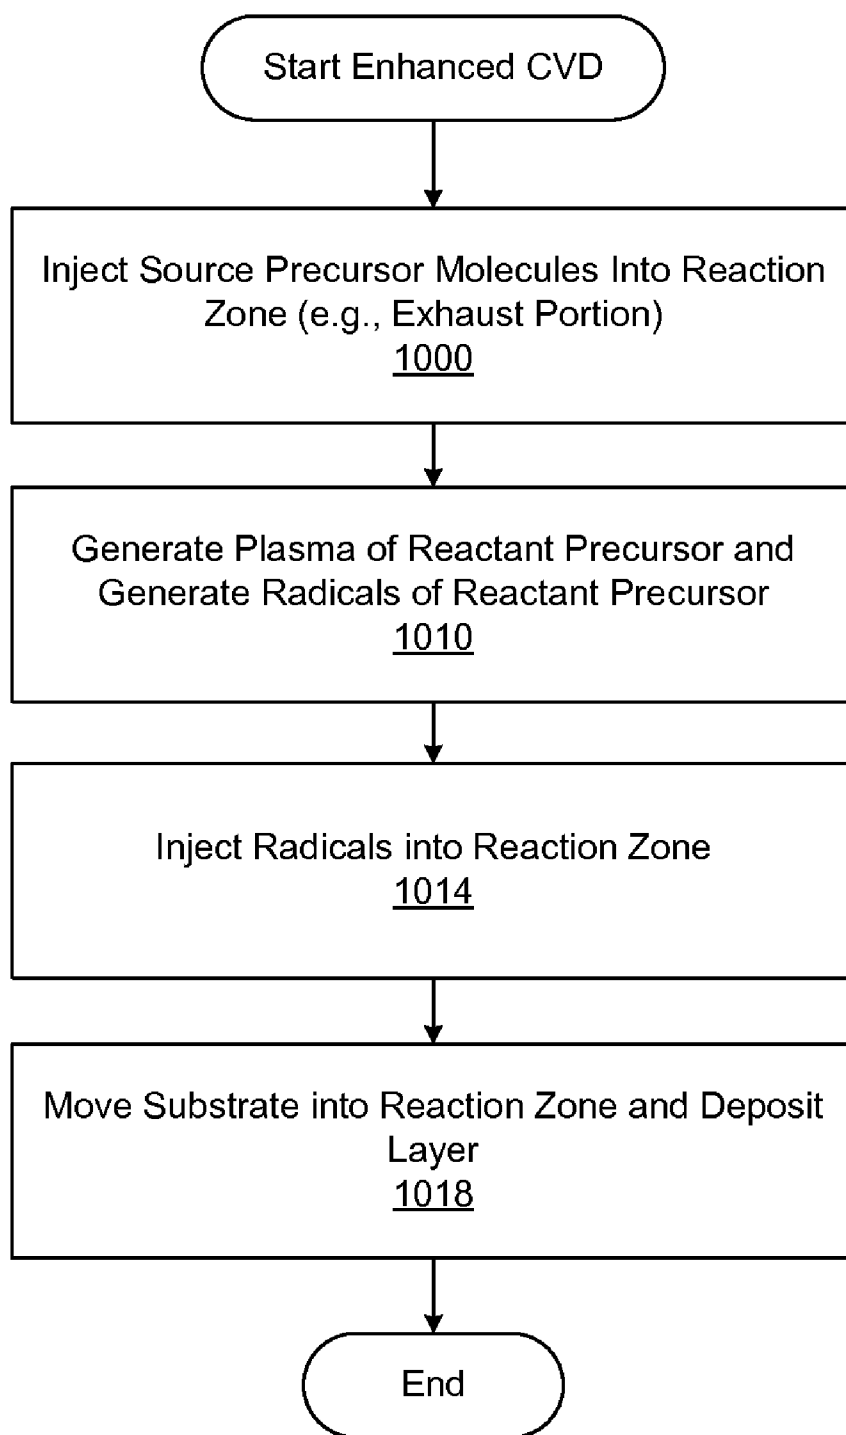 Start Enhanced CVD
Inject Source Precursor Molecules Into Reaction
Zone (e.g., Exhaust Portion)
1000
Generate Plasma of Reactant Precursor and
Generate Radicals of Reactant Precursor
1010
Inject Radicals into Reaction Zone
1014
Move Substrate into Reaction Zone and Deposit
Layer
1018
End